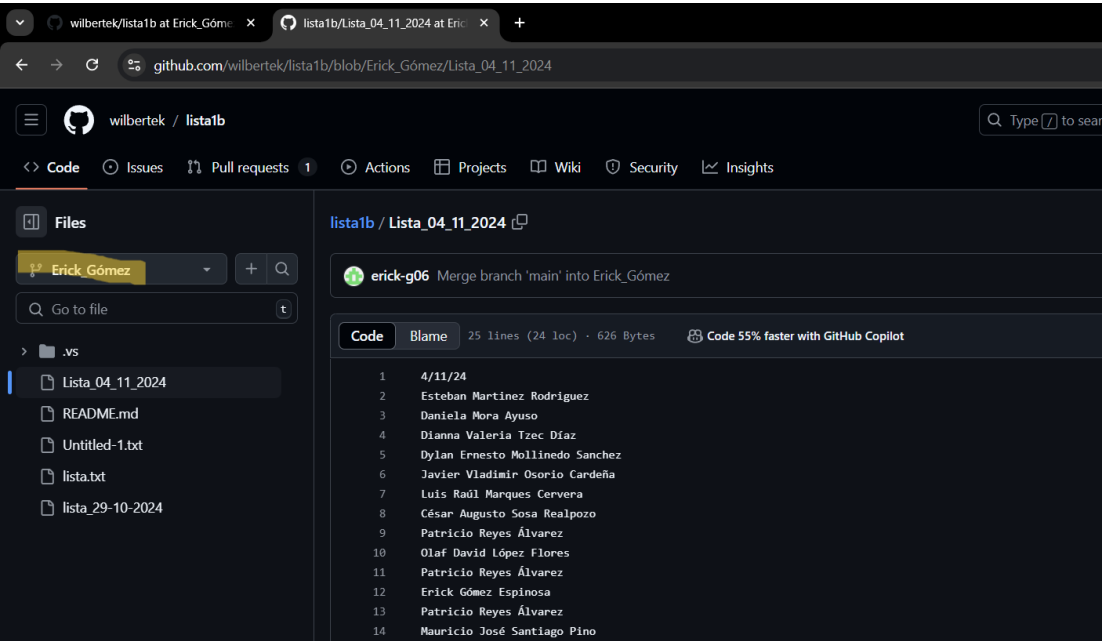 wilbertek/lista1b at Erick_Góme
lista1b/Lista_04_11_2024 at Eric
github.com/wilbertek/lista1b/blob/Erick_Gómez/Lista_04_11_2024
wilbertek / lista1b
Type / to sear
Code Issues Pull requests 1 Actions Projects Wiki Security Insights
Files
Erick_Gómez
Go to file t
.vs
Lista_04_11_2024
README.md
Untitled-1.txt
lista.txt
lista_29-10-2024
lista1b / Lista_04_11_2024
erick-g06 Merge branch 'main' into Erick_Gómez
Code Blame 25 lines (24 loc) · 626 Bytes Code 55% faster with GitHub Copilot
1 4/11/24
2 Esteban Martinez Rodriguez
3 Daniela Mora Ayuso
4 Dianna Valeria Tzec Díaz
5 Dylan Ernesto Mollinedo Sanchez
6 Javier Vladimir Osorio Cardeña
7 Luis Raúl Marques Cervera
8 César Augusto Sosa Realpozo
9 Patricio Reyes Álvarez
10 Olaf David López Flores
11 Patricio Reyes Álvarez
12 Erick Gómez Espinosa
13 Patricio Reyes Álvarez
14 Mauricio José Santiago Pino